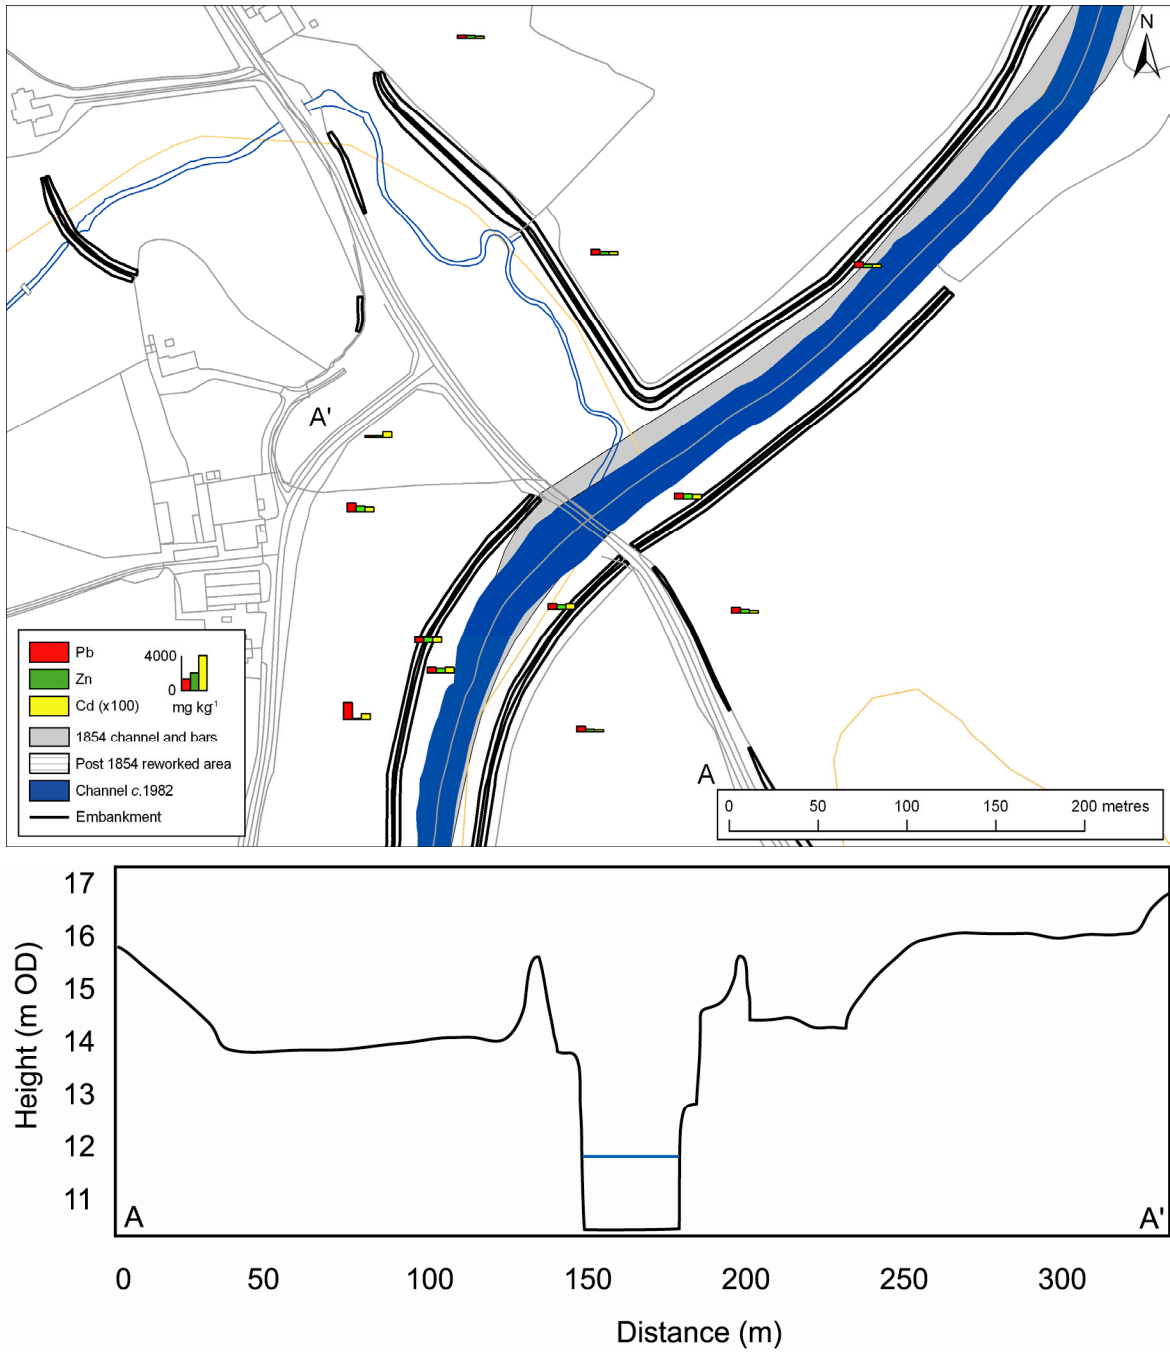 N
A'
Pb
Zn
Cd (x100)
4000
0
mg kg-1
1854 channel and bars
Post 1854 reworked area
Channel c.1982
Embankment
A
0 50 100 150 200 metres
17
16
15
14
13
12
11
Height (m OD)
A A'
0 50 100 150 200 250 300
Distance (m)